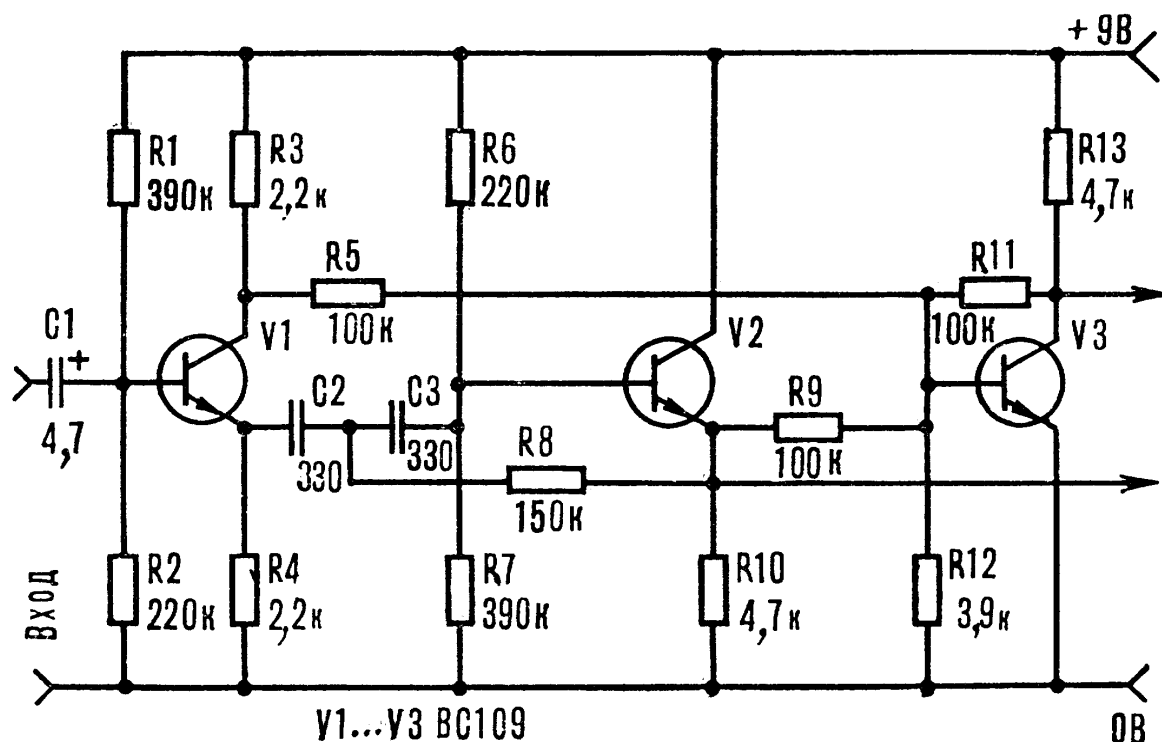 + 9В
R1
390к
R3
2,2к
R6
220к
R13
4,7к
R5
100к
R11
100к
C1
+
4,7
V1
V2
V3
C2
330
C3
330
R8
150к
R9
100к
Вход
R2
220к
R4
2,2к
R7
390к
R10
4,7к
R12
3,9к
V1...V3 BC109
0В